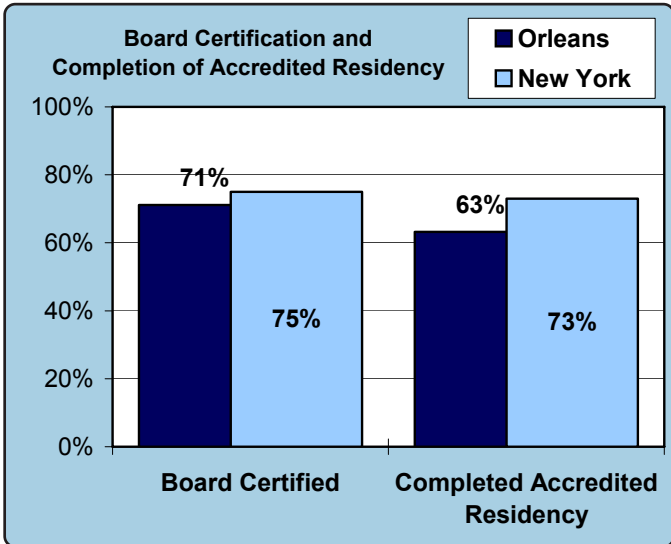 Board Certification and
Completion of Accredited Residency
Orleans
New York
100%
80%
60%
40%
20%
0%
71%
75%
63%
73%
Board Certified
Completed Accredited
Residency